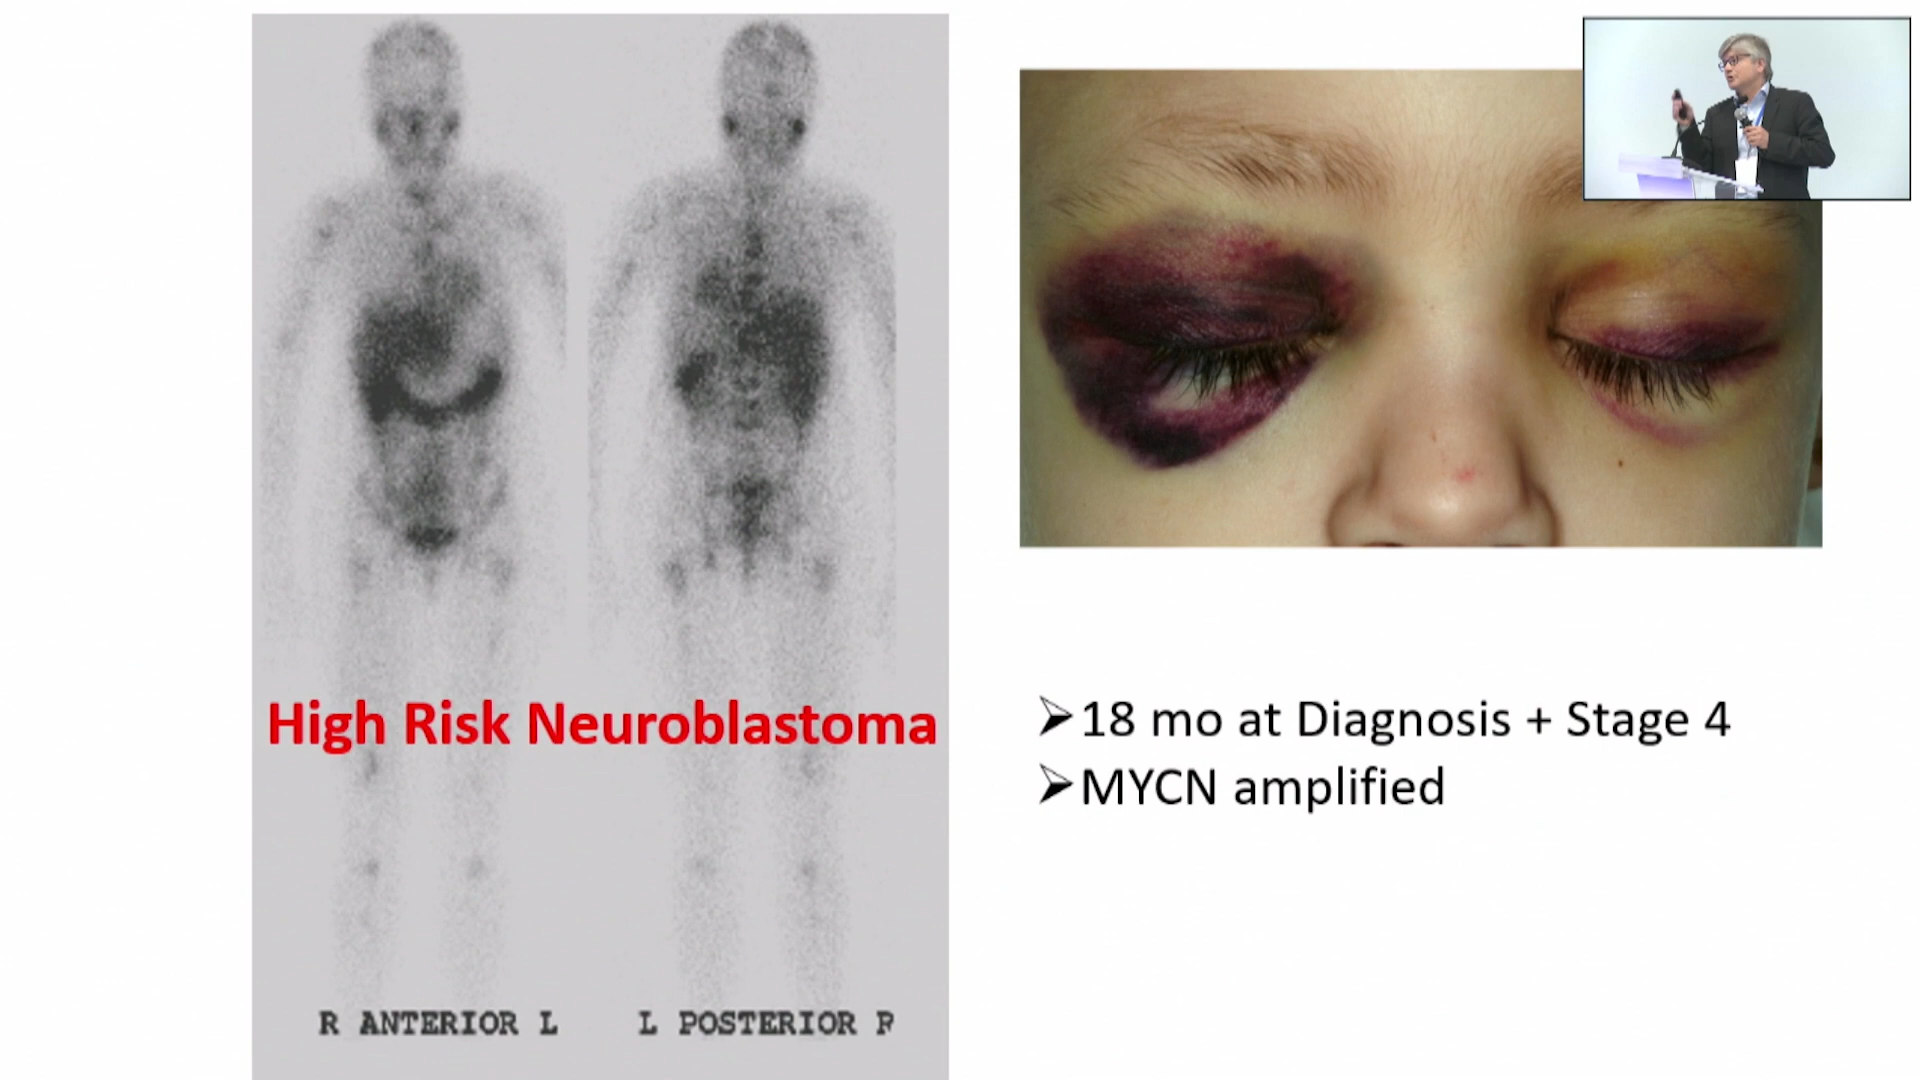 High Risk Neuroblastoma
R ANTERIOR L
L POSTERIOR R
➢18 mo at Diagnosis + Stage 4
➢MYCN amplified